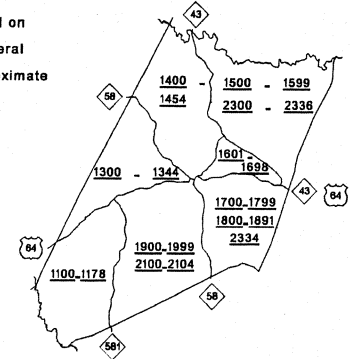 43
d on
eral
oximate
1400 - 1500 - 1599
1454 2300 - 2336
58
1601 -
1698
1300 - 1344
43
64
1700-1799
1800-1891
2334
64
1900-1999
2100-2104
1100-1178
58
581